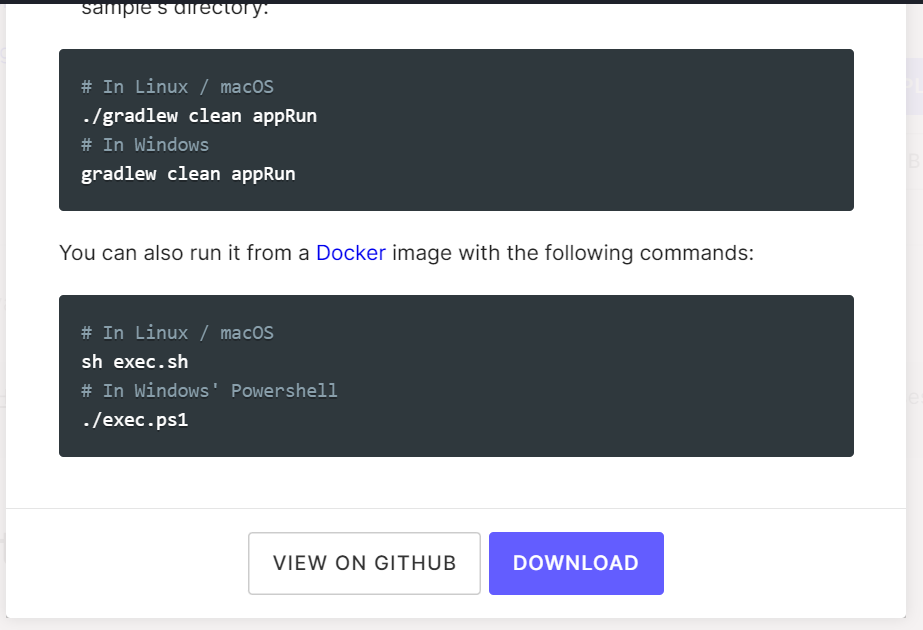 sample's directory:
# In Linux / macOS
./gradlew clean appRun
# In Windows
gradlew clean appRun
You can also run it from a Docker image with the following commands:
# In Linux / macOS
sh exec.sh
# In Windows' Powershell
./exec.ps1
VIEW ON GITHUB
DOWNLOAD